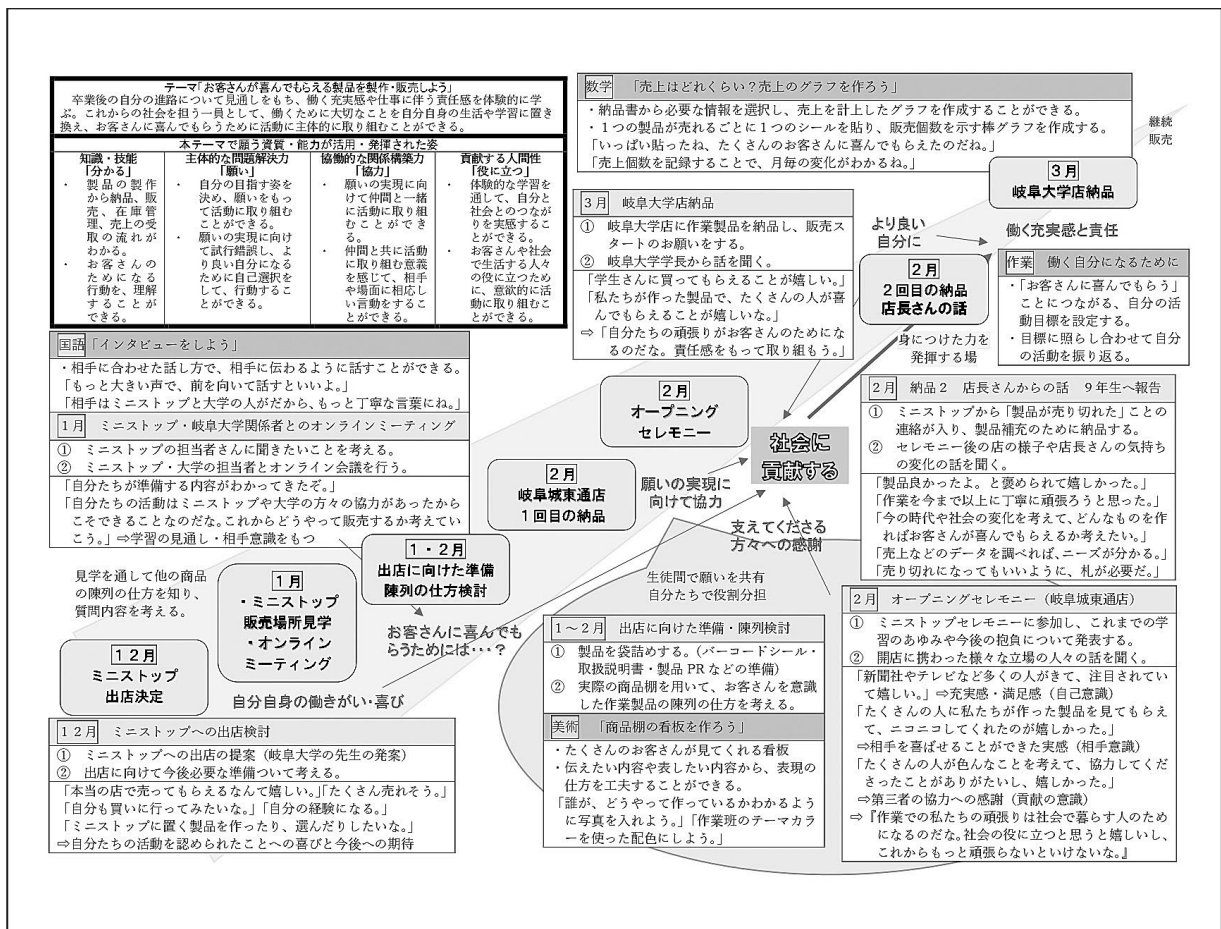 テーマ「お客さんが喜んでもらえる製品を製作・販売しよう」
卒業後の自分の進路について見通しをもち、働く充実感や仕事に伴う責任感を体験的に学
ぶ。これからの社会を担う一員として、働くために大切なことを自分自身の生活や学習に置き
換え、お客さんに喜んでもらうために活動に主体的に取り組むことができる。
本テーマで願う資質・能力が活用・発揮された姿
知識・技能
「分かる」
・ 製品の製作
から納品、販
売、在庫管
理、売上の受
取の流れが
わかる。
・ お客さんの
ためになる
行動を、理解
することが
できる。
主体的な問題解決力
「願い」
・ 自分の目指す姿を
決め、願いをもっ
て活動に取り組む
ことができる。
・ 願いの実現に向け
て試行錯誤し、よ
り良い自分になる
ために自己選択を
して、行動するこ
とができる。
協働的な関係構築力
「協力」
・ 願いの実現に向
けて仲間と一緒
に活動に取り組
むことができ
る。
・ 仲間と共に活動
に取り組む意義
を感じて、相手
や場面に相応し
い言動をするこ
とができる。
貢献する人間性
「役に立つ」
・ 体験的な学習を
通して、自分と
社会とのつなが
りを実感するこ
とができる。
・ お客さんや社会
で生活する人々
の役に立つため
に、意欲的に活
動に取り組むこ
とができる。
国語 「インタビューをしよう」
・相手に合わせた話し方で、相手に伝わるように話すことができる。
「もっと大きい声で、前を向いて話すといいよ。」
「相手はミニストップと大学の人がだから、もっと丁寧な言葉にね。」
1月 ミニストップ・岐阜大学関係者とのオンラインミーティング
① ミニストップの担当者さんに聞きたいことを考える。
② ミニストップ・大学の担当者とオンライン会議を行う。
「自分たちが準備する内容がわかってきたぞ。」
「自分たちの活動はミニストップや大学の方々の協力があったから
こそできることなのだな。これからどうやって販売するか考えてい
こう。」⇒学習の見通し・相手意識をもつ
見学を通して他の商品
の陳列の仕方を知り、
質問内容を考える。
12月
ミニストップ
出店決定
1月
・ミニストップ
販売場所見学
・オンライン
ミーティング
1・2月
出店に向けた準備
陳列の仕方検討
お客さんに喜んでも
らうためには・・・?
自分自身の働きがい・喜び
12月 ミニストップへの出店検討
① ミニストップへの出店の提案（岐阜大学の先生の発案）
② 出店に向けて今後必要な準備ついて考える。
「本当の店で売ってもらえるなんて嬉しい。」「たくさん売れそう。」
「自分も買いに行ってみたいな。」「自分の経験になる。」
「ミニストップに置く製品を作ったり、選んだりしたいな。」
⇒自分たちの活動を認められたことへの喜びと今後への期待
数学 「売上はどれくらい？売上のグラフを作ろう」
・納品書から必要な情報を選択し、売上を計上したグラフを作成することができる。
・1つの製品が売れるごとに1つのシールを貼り、販売個数を示す棒グラフを作成する。
「いっぱい貼ったね、たくさんのお客さんに喜んでもらえたのだね。」
「売上個数を記録することで、月毎の変化がわかるね。」
継続
販売
3月
岐阜大学店納品
3月 岐阜大学店納品
① 岐阜大学店に作業製品を納品し、販売ス
タートのお願いをする。
② 岐阜大学学長から話を聞く。
「学生さんに買ってもらえることが嬉しい。」
「私たちが作った製品で、たくさんの人が喜
んでもらえることが嬉しいな。」
⇒「自分たちの頑張りがお客さんのためにな
るのだな。責任感をもって取り組もう。」
より良い
自分に
働く充実感と責任
2月
2回目の納品
店長さんの話
身につけた力を
発揮する場
作業 働く自分になるために
・「お客さんに喜んでもらう」
ことにつながる、自分の活
動目標を設定する。
・目標に照らし合わせて自分
の活動を振り返る。
2月
オープニング
セレモニー
社会に
貢献する
2月
岐阜城東通店
1回目の納品
願いの実現に
向けて協力
支えてくださる
方々への感謝
生徒間で願いを共有
自分たちで役割分担
2月 納品2 店長さんからの話 9年生へ報告
① ミニストップから「製品が売り切れた」ことの
連絡が入り、製品補充のために納品する。
② セレモニー後の店の様子や店長さんの気持ち
の変化の話を聞く。
「製品良かったよ。と褒められて嬉しかった。」
「作業を今まで以上に丁寧に頑張ろうと思った。」
「今の時代や社会の変化を考えて、どんなものを作
ればお客さんが喜んでもらえるか考えたい。」
「売上などのデータを調べれば、ニーズが分かる。」
「売り切れになってもいいように、札が必要だ。」
1～2月 出店に向けた準備・陳列検討
① 製品を袋詰めする。（バーコードシール・
取扱説明書・製品PRなどの準備）
② 実際の商品棚を用いて、お客さんを意識
した作業製品の陳列の仕方を考える。
美術 「商品棚の看板を作ろう」
・たくさんのお客さんが見てくれる看板
・伝えたい内容や表したい内容から、表現の
仕方を工夫することができる。
「誰が、どうやって作っているかわかるよう
に写真を入れよう。」「作業班のテーマカラ
ーを使った配色にしよう。」
2月 オープニングセレモニー（岐阜城東通店）
① ミニストップセレモニーに参加し、これまでの学
習のあゆみや今後の抱負について発表する。
② 開店に携わった様々な立場の人々の話を聞く。
「新聞社やテレビなど多くの人がきて、注目されてい
て嬉しい。」⇒充実感・満足感（自己意識）
「たくさんの人に私たちが作った製品を見てもらえ
て、ニコニコしてくれたのが嬉しかった。」
⇒相手を喜ばせることができた実感（相手意識）
「たくさんの人が色んなことを考えて、協力してくだ
さったことがありがたいし、嬉しかった。」
⇒第三者の協力への感謝（貢献の意識）
⇒『作業での私たちの頑張りは社会で暮らす人のため
になるのだな。社会の役に立つと思うと嬉しいし、
これからもっと頑張らないといけないな。』